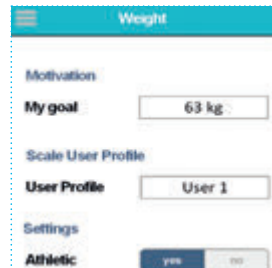 Weight
Motivation
My goal 63 kg
Scale User Profile
User Profile User 1
Settings
Athletic yes no